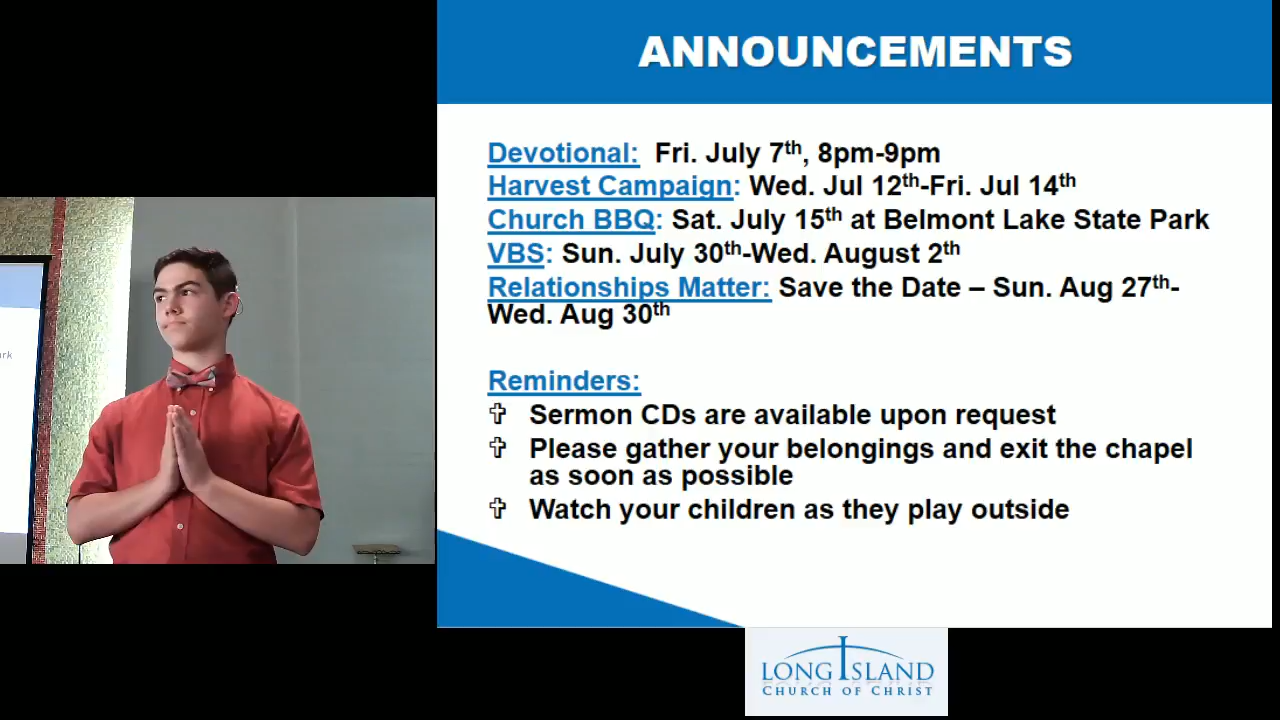 ANNOUNCEMENTS
Devotional:  Fri. July 7th, 8pm-9pm
Harvest Campaign: Wed. Jul 12th-Fri. Jul 14th
Church BBQ: Sat. July 15th at Belmont Lake State Park
VBS: Sun. July 30th-Wed. August 2th
Relationships Matter: Save the Date – Sun. Aug 27th-
Wed. Aug 30th
Reminders:
Sermon CDs are available upon request
Please gather your belongings and exit the chapel
as soon as possible
Watch your children as they play outside
LONG ISLAND
CHURCH OF CHRIST